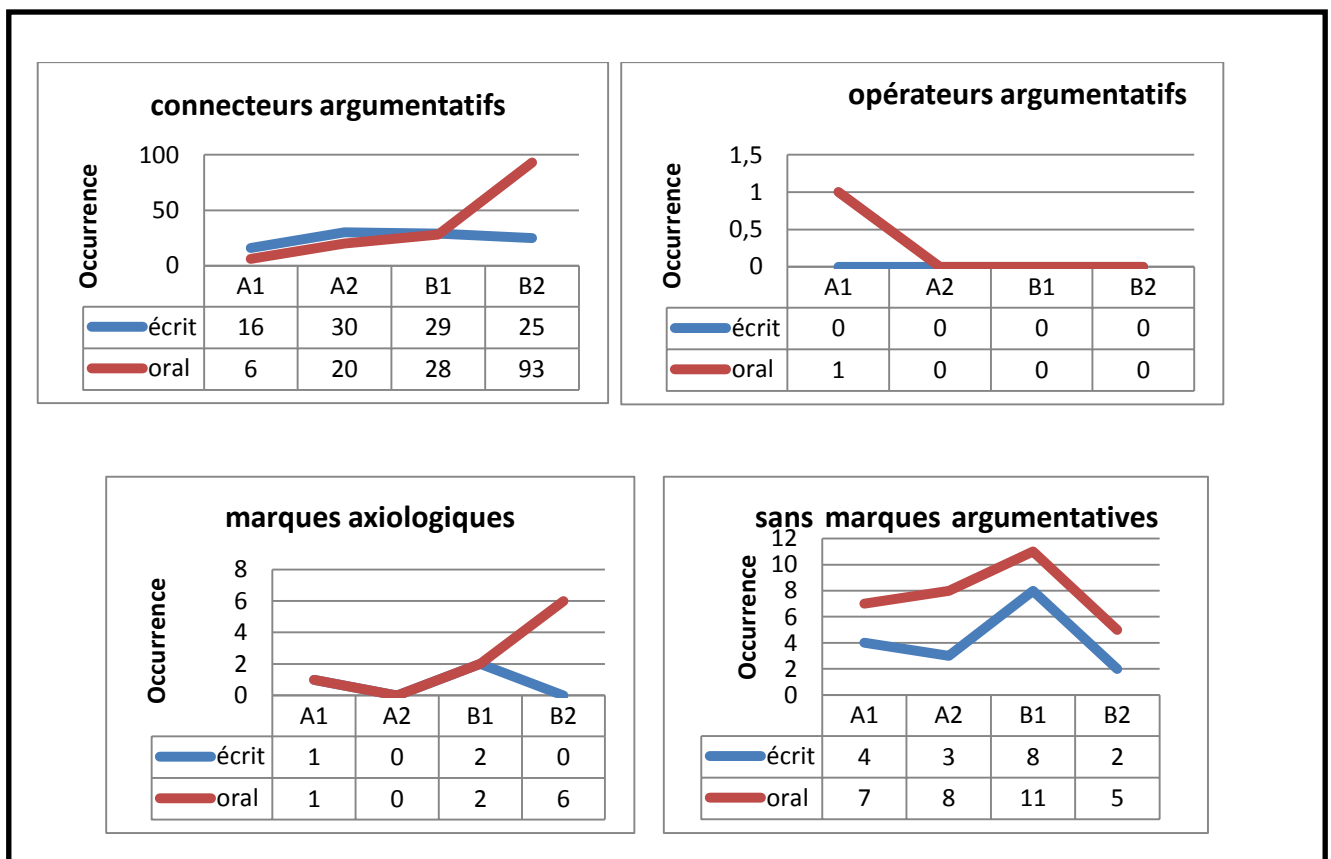 connecteurs argumentatifs
Occurrence
100
50
0
A1 A2 B1 B2
écrit 16 30 29 25
oral 6 20 28 93
opérateurs argumentatifs
Occurrence
1,5
1
0,5
0
A1 A2 B1 B2
écrit 0 0 0 0
oral 1 0 0 0
marques axiologiques
Occurrence
8
6
4
2
0
A1 A2 B1 B2
écrit 1 0 2 0
oral 1 0 2 6
sans marques argumentatives
Occurrence
12
10
8
6
4
2
0
A1 A2 B1 B2
écrit 4 3 8 2
oral 7 8 11 5